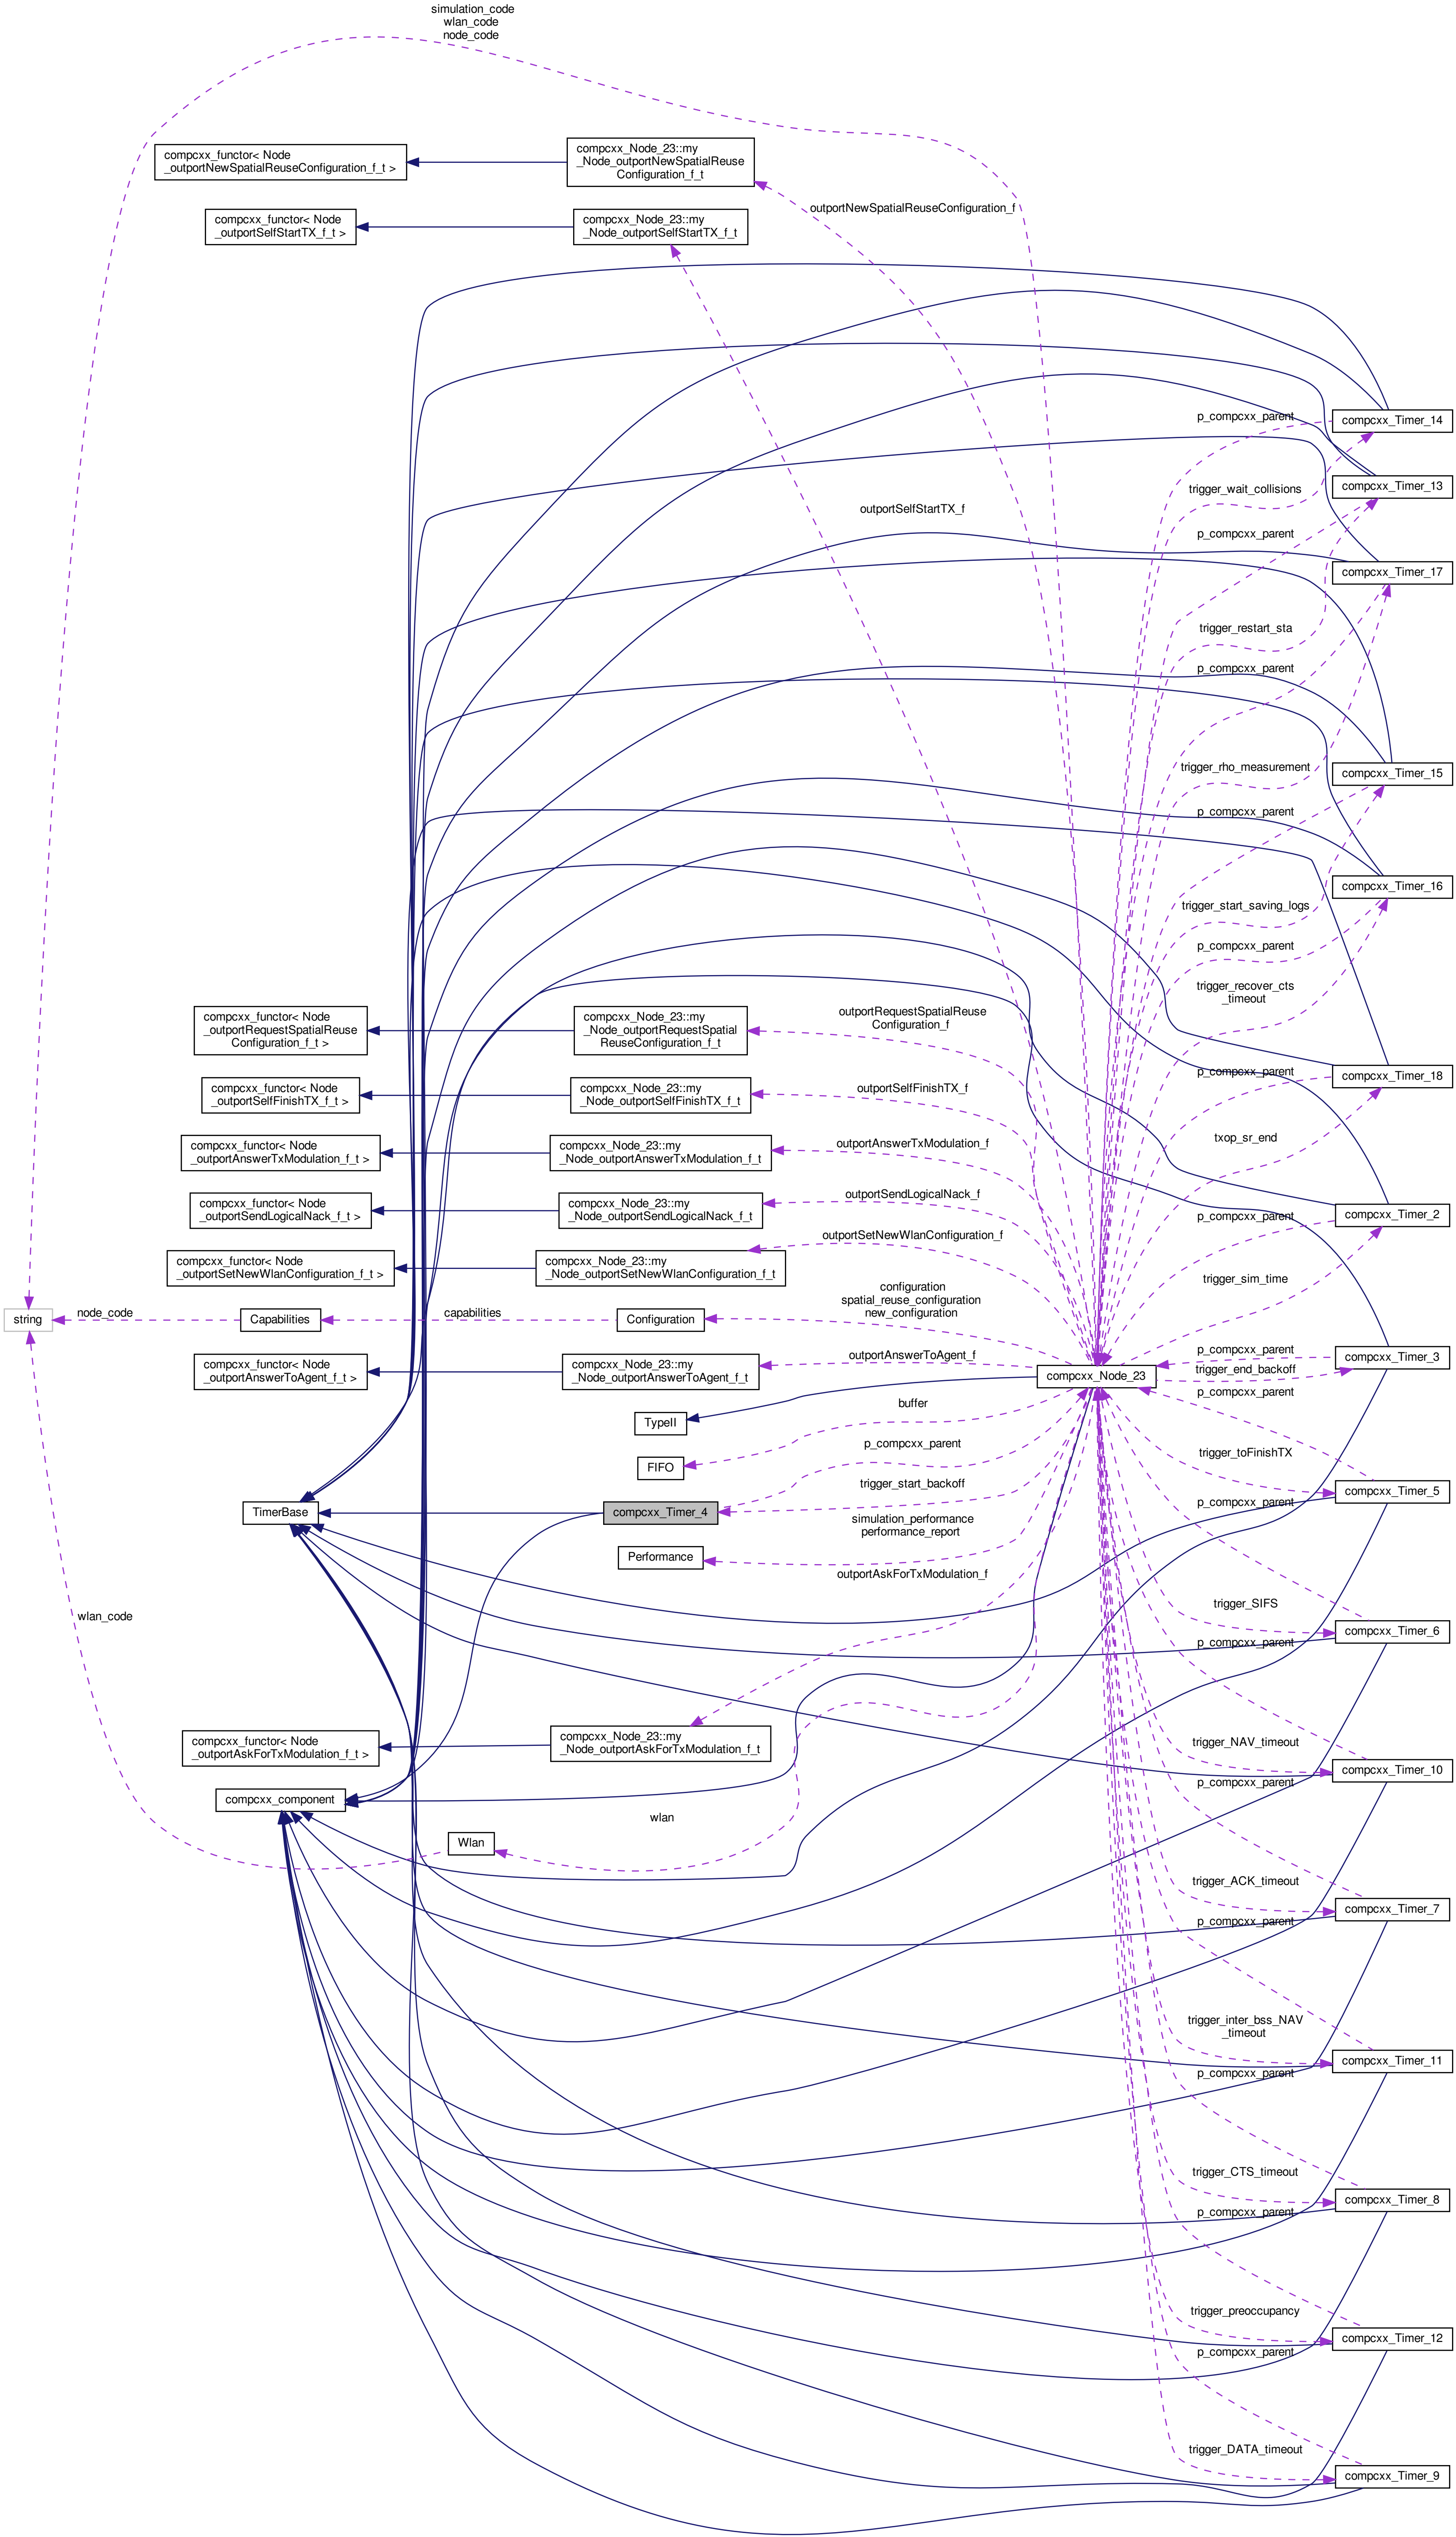 simulation_code
wlan_code
node_code
compcxx_functor< Node
_outportNewSpatialReuseConfiguration_f_t >
compcxx_Node_23::my
_Node_outportNewSpatialReuse
Configuration_f_t
outportNewSpatialReuseConfiguration_f
compcxx_functor< Node
_outportSelfStartTX_f_t >
compcxx_Node_23::my
_Node_outportSelfStartTX_f_t
p_compcxx_parent
compcxx_Timer_14
trigger_wait_collisions
compcxx_Timer_13
outportSelfStartTX_f
p_compcxx_parent
compcxx_Timer_17
trigger_restart_sta
p_compcxx_parent
trigger_rho_measurement
compcxx_Timer_15
p_compcxx_parent
compcxx_Timer_16
trigger_start_saving_logs
p_compcxx_parent
trigger_recover_cts
_timeout
compcxx_functor< Node
_outportRequestSpatialReuse
Configuration_f_t >
compcxx_Node_23::my
_Node_outportRequestSpatial
ReuseConfiguration_f_t
outportRequestSpatialReuse
Configuration_f
p_compcxx_parent
compcxx_Timer_18
compcxx_functor< Node
_outportSelfFinishTX_f_t >
compcxx_Node_23::my
_Node_outportSelfFinishTX_f_t
outportSelfFinishTX_f
txop_sr_end
compcxx_functor< Node
_outportAnswerTxModulation_f_t >
compcxx_Node_23::my
_Node_outportAnswerTxModulation_f_t
outportAnswerTxModulation_f
compcxx_functor< Node
_outportSendLogicalNack_f_t >
compcxx_Node_23::my
_Node_outportSendLogicalNack_f_t
outportSendLogicalNack_f
p_compcxx_parent
compcxx_Timer_2
compcxx_functor< Node
_outportSetNewWlanConfiguration_f_t >
compcxx_Node_23::my
_Node_outportSetNewWlanConfiguration_f_t
outportSetNewWlanConfiguration_f
trigger_sim_time
string
node_code
Capabilities
capabilities
Configuration
configuration
spatial_reuse_configuration
new_configuration
compcxx_functor< Node
_outportAnswerToAgent_f_t >
compcxx_Node_23::my
_Node_outportAnswerToAgent_f_t
outportAnswerToAgent_f
compcxx_Node_23
p_compcxx_parent
trigger_end_backoff
compcxx_Timer_3
p_compcxx_parent
TypeII
buffer
FIFO
p_compcxx_parent
trigger_toFinishTX
trigger_start_backoff
compcxx_Timer_5
p_compcxx_parent
TimerBase
compcxx_Timer_4
simulation_performance
performance_report
Performance
outportAskForTxModulation_f
wlan_code
trigger_SIFS
compcxx_Timer_6
p_compcxx_parent
compcxx_functor< Node
_outportAskForTxModulation_f_t >
compcxx_Node_23::my
_Node_outportAskForTxModulation_f_t
trigger_NAV_timeout
compcxx_Timer_10
p_compcxx_parent
compcxx_component
wlan
Wlan
trigger_ACK_timeout
compcxx_Timer_7
p_compcxx_parent
trigger_inter_bss_NAV
_timeout
compcxx_Timer_11
p_compcxx_parent
trigger_CTS_timeout
compcxx_Timer_8
p_compcxx_parent
trigger_preoccupancy
compcxx_Timer_12
p_compcxx_parent
trigger_DATA_timeout
compcxx_Timer_9